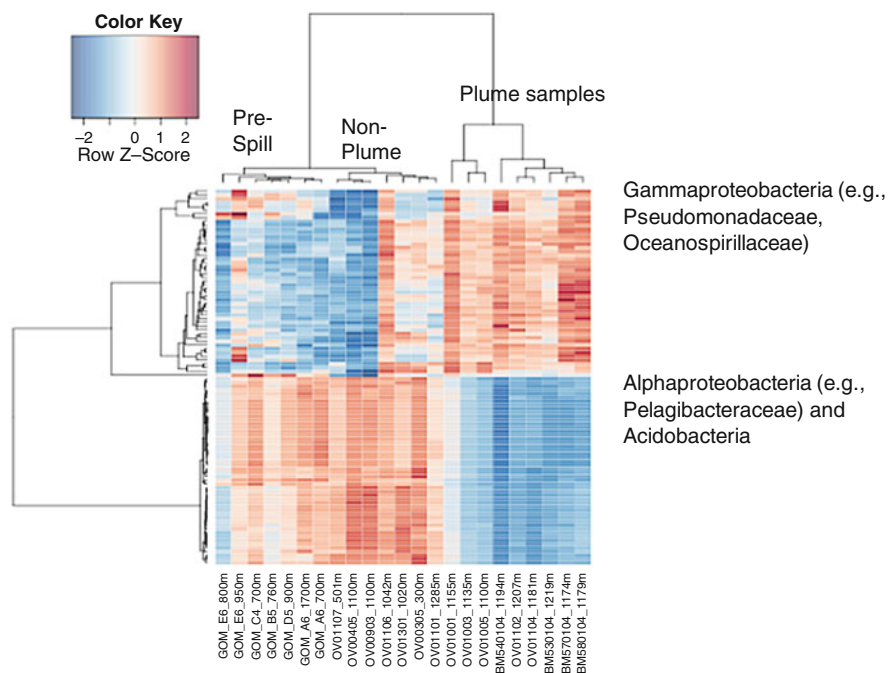 Color Key
−2 0 1 2
Row Z−Score
Pre-
Spill
Non-
Plume
Plume samples
Gammaproteobacteria (e.g.,
Pseudomonadaceae,
Oceanospirillaceae)
Alphaproteobacteria (e.g.,
Pelagibacteraceae) and
Acidobacteria
GOM_E6_800m
GOM_E6_950m
GOM_C4_700m
GOM_B5_760m
GOM_D5_900m
GOM_A6_1700m
GOM_A6_700m
OV01107_501m
OV00405_1100m
OV00903_1100m
OV01106_1042m
OV01301_1020m
OV00305_300m
OV01101_1285m
OV01001_1155m
OV01003_1135m
OV01005_1100m
BM540104_1194m
OV01102_1207m
OV01104_1181m
BM530104_1219m
BM570104_1174m
BM580104_1179m